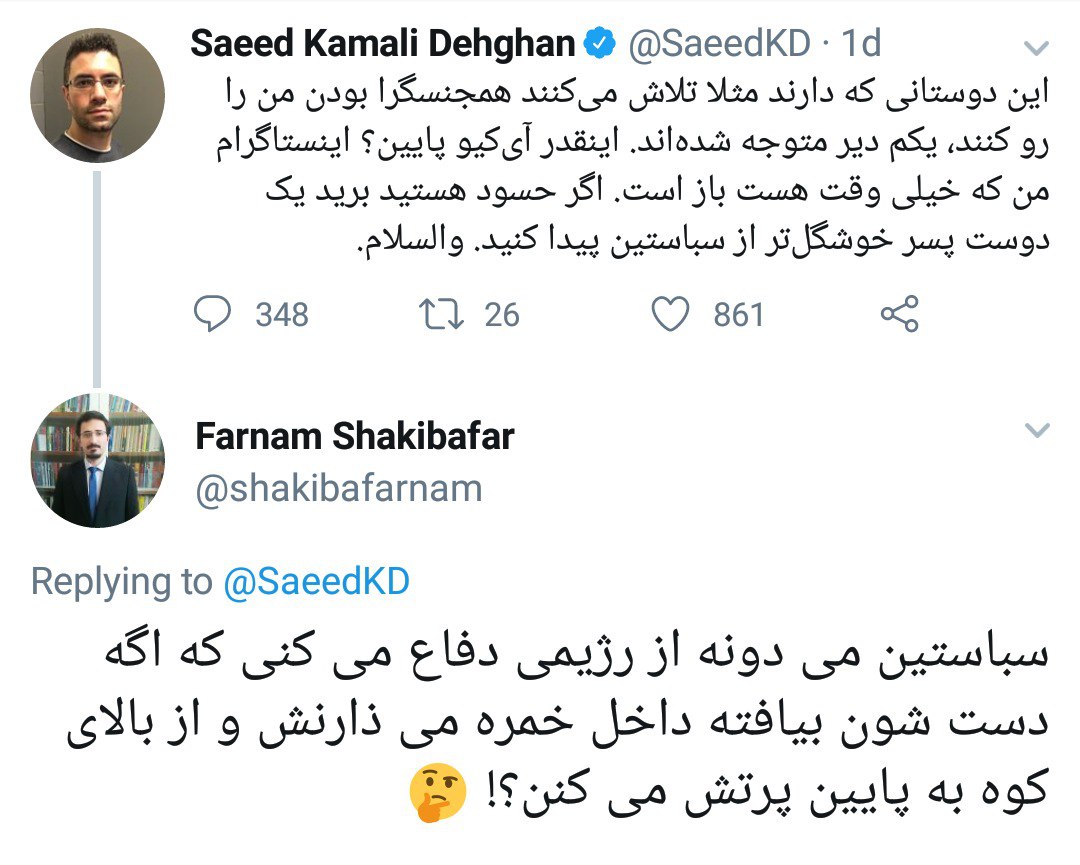 Saeed Kamali Dehghan @SaeedKD · 1d
این دوستانی که دارند مثلا تلاش می‌کنند همجنسگرا بودن من را
رو کنند، یکم دیر متوجه شده‌اند. اینقدر آی‌کیو پایین؟ اینستاگرام
من که خیلی وقت هست باز است. اگر حسود هستید برید یک
دوست پسر خوشگل‌تر از سباستین پیدا کنید. والسلام.
348 26 861
Farnam Shakibafar
@shakibafarnam
Replying to @SaeedKD
سباستین می دونه از رژیمی دفاع می کنی که اگه
دست شون بیافته داخل خمره می ذارنش و از بالای
کوه به پایین پرتش می کنن؟! 🤔